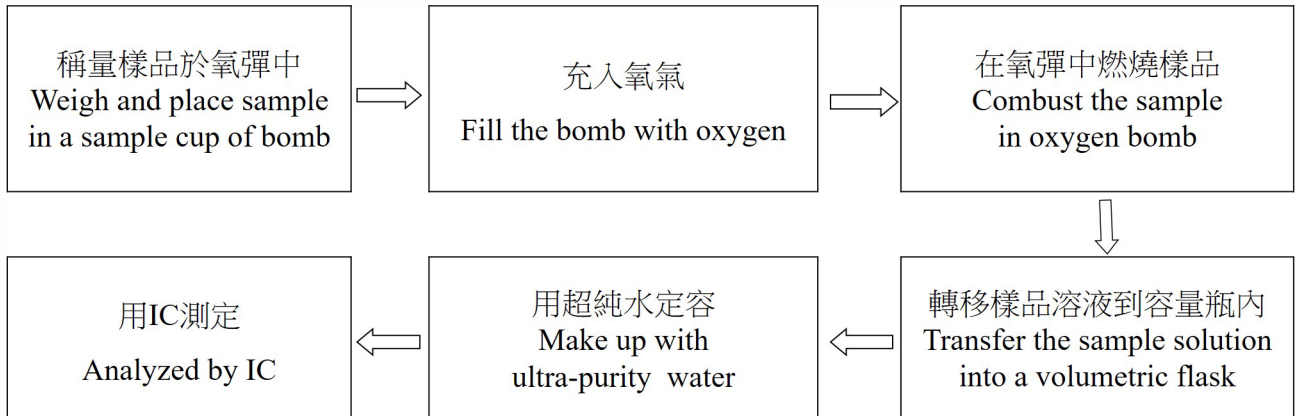 稱量樣品於氧彈中
Weigh and place sample
in a sample cup of bomb
充入氧氣
Fill the bomb with oxygen
在氧彈中燃燒樣品
Combust the sample
in oxygen bomb
轉移樣品溶液到容量瓶內
Transfer the sample solution
into a volumetric flask
用超純水定容
Make up with
ultra-purity water
用IC測定
Analyzed by IC